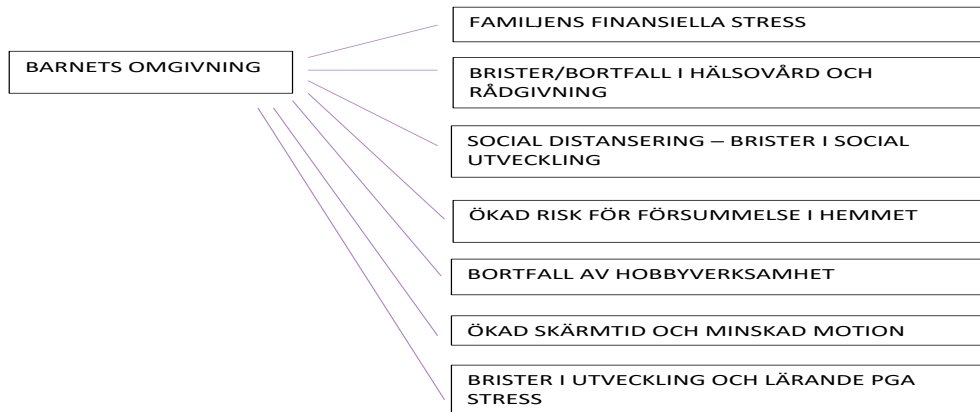 BARNETS OMGIVNING
FAMILJENS FINANSIELLA STRESS
BRISTER/BORTFALL I HÄLSOVÅRD OCH
RÅDGIVNING
SOCIAL DISTANSERING – BRISTER I SOCIAL
UTVECKLING
ÖKAD RISK FÖR FÖRSUMMELSE I HEMMET
BORTFALL AV HOBBYVERKSAMHET
ÖKAD SKÄRMTID OCH MINSKAD MOTION
BRISTER I UTVECKLING OCH LÄRANDE PGA
STRESS